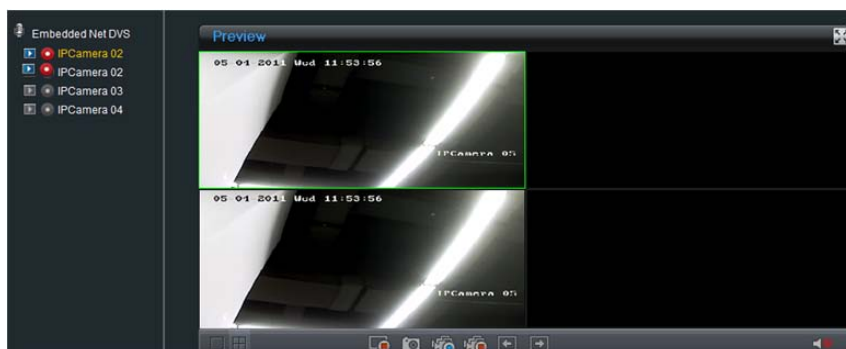 Embedded Net DVS
IPCamera 02
IPCamera 02
IPCamera 03
IPCamera 04
Preview
05-04-2011 Wed 11:53:56
IPCamera 05
05-04-2011 Wed 11:53:56
IPCamera 05